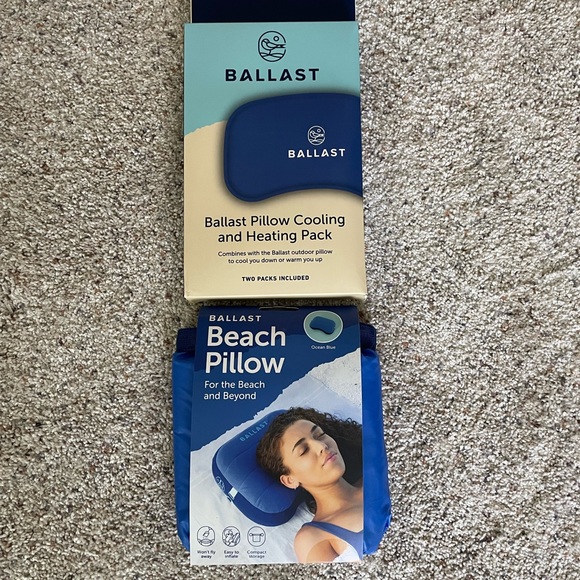 BALLAST
BALLAST
Ballast Pillow Cooling
and Heating Pack
Combines with the Ballast outdoor pillow
to cool you down or warm you up
TWO PACKS INCLUDED
BALLAST
Beach
Pillow
Ocean Blue
For the Beach
and Beyond
BALLAST
Won't fly
away
Easy to
inflate
Compact
storage